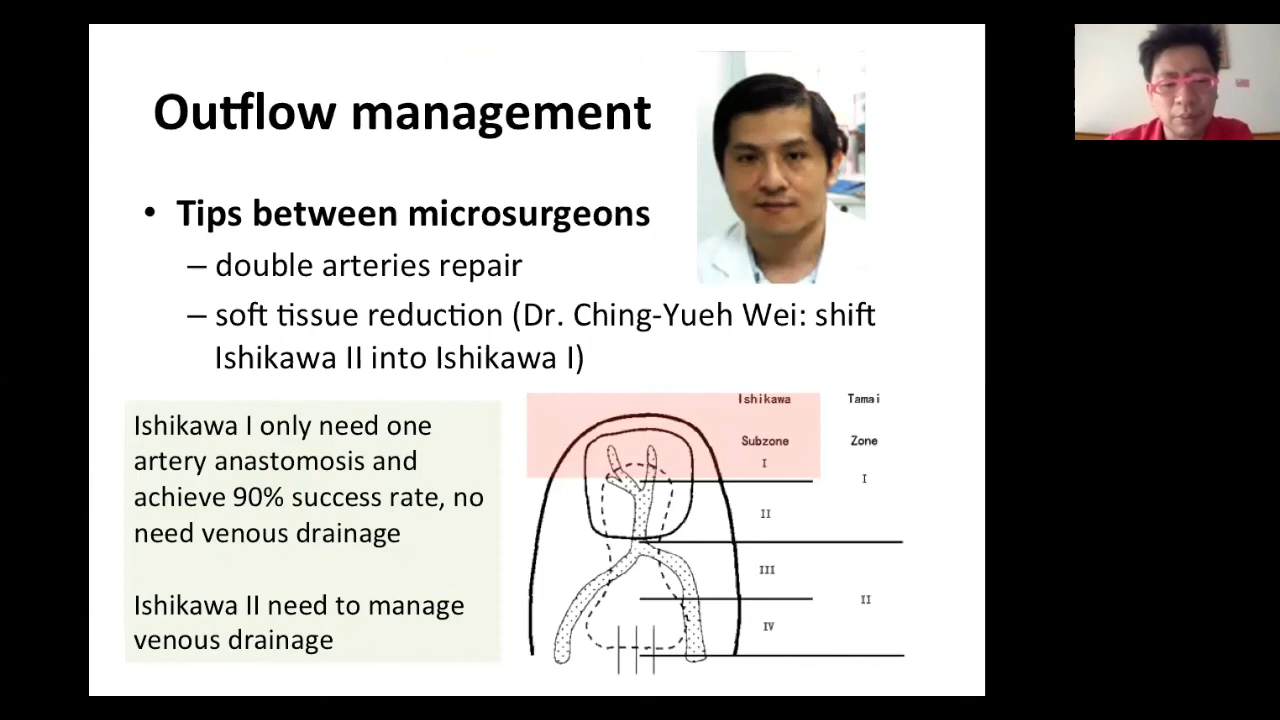 Outflow management
• Tips between microsurgeons
– double arteries repair
– soft tissue reduction (Dr. Ching-Yueh Wei: shift
Ishikawa II into Ishikawa I)
Ishikawa I only need one
artery anastomosis and
achieve 90% success rate, no
need venous drainage
Ishikawa II need to manage
venous drainage
Ishikawa Tamai
Subzone Zone
I I
II
III
II
IV